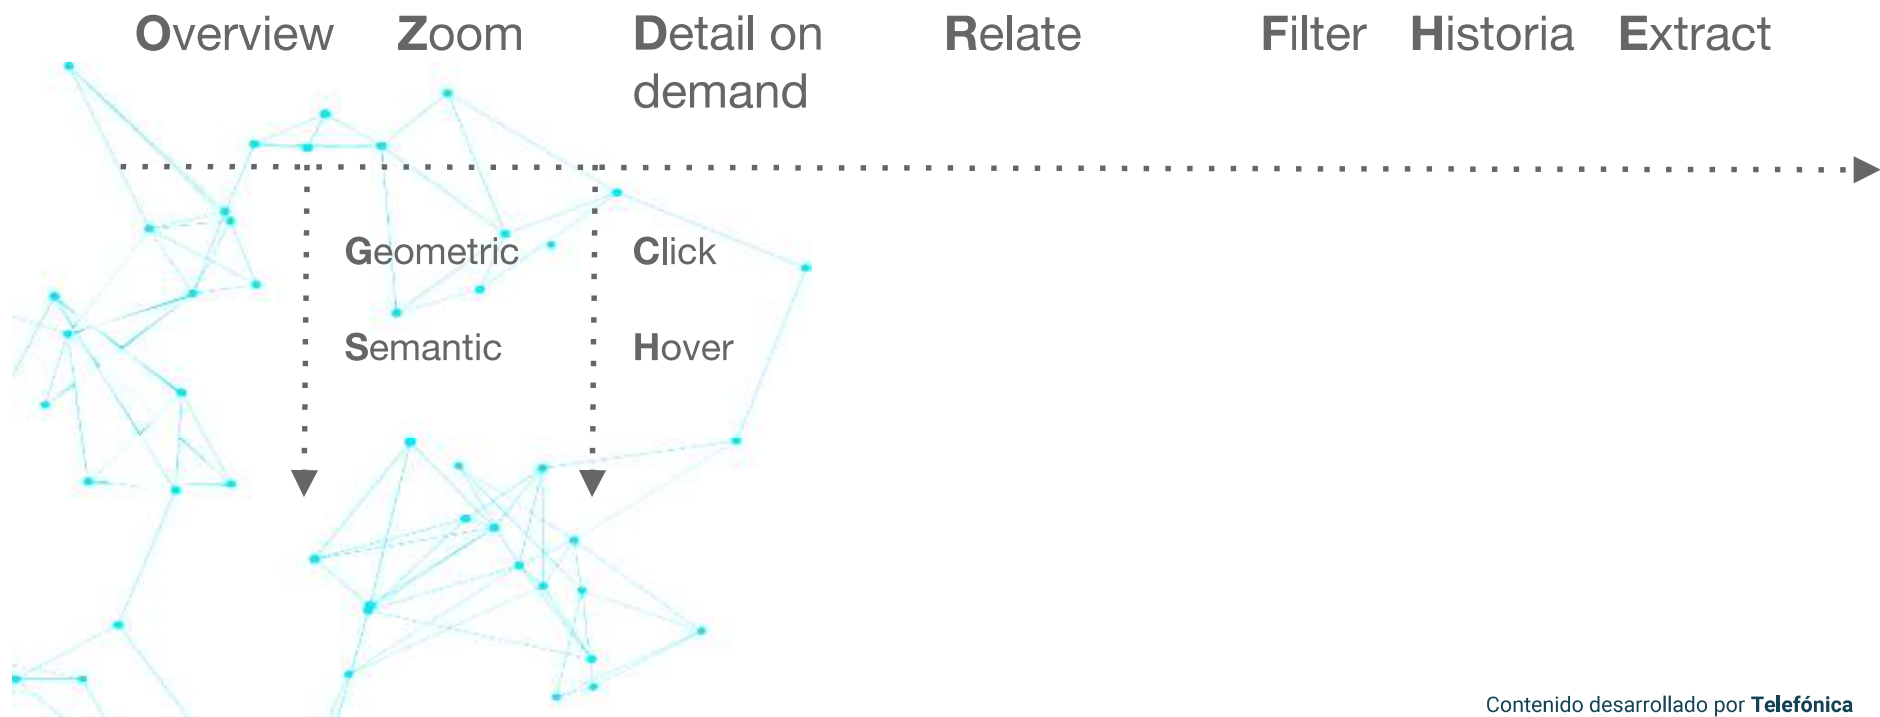 Overview Zoom Detail on Relate Filter Historia Extract
demand
Geometric Click
Semantic Hover
Contenido desarrollado por Telefónica